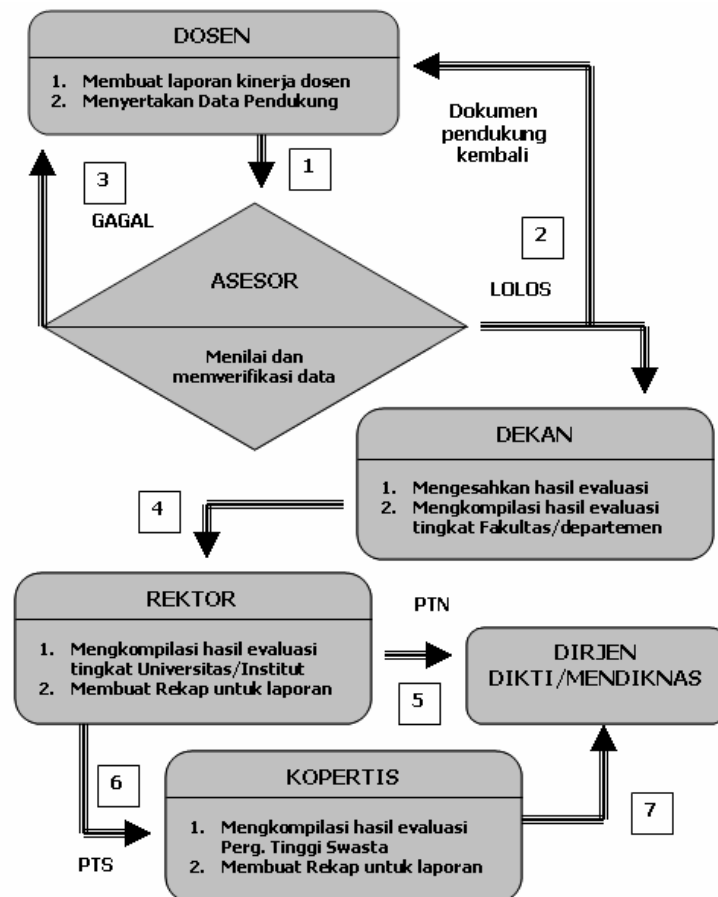 DOSEN
1. Membuat laporan kinerja dosen
2. Menyertakan Data Pendukung
Dokumen
pendukung
kembali
3
1
GAGAL
2
LOLOS
ASESOR
Menilai dan
memverifikasi data
DEKAN
1. Mengesahkan hasil evaluasi
2. Mengkompilasi hasil evaluasi
tingkat Fakultas/departemen
4
REKTOR
1. Mengkompilasi hasil evaluasi
tingkat Universitas/Institut
2. Membuat Rekap untuk laporan
PTN
5
DIRJEN
DIKTI/MENDIKNAS
6
PTS
KOPERTIS
1. Mengkompilasi hasil evaluasi
Perg. Tinggi Swasta
2. Membuat Rekap untuk laporan
7